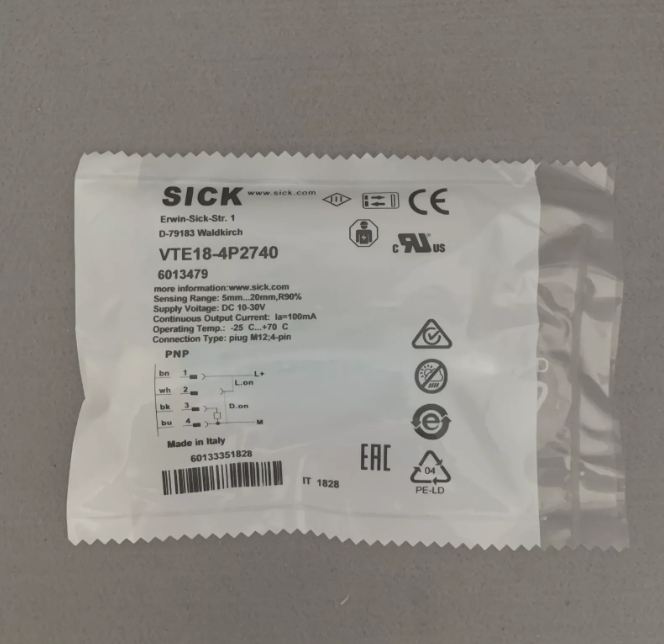 SICK www.sick.com
CE
Erwin-Sick-Str. 1
D-79183 Waldkirch
c RU US
VTE18-4P2740
6013479
more information:www.sick.com
Sensing Range: 5mm...20mm,R90%
Supply Voltage: DC 10-30V
Continuous Output Current: Ia=100mA
Operating Temp.: -25 C...+70 C
Connection Type: piug M12;4-pin
PNP
bn 1 L+
L.on
wh 2
bk 3 D.on
bu 4 M
Made in Italy
60133351828
IT 1828
EAC
e
04
PE-LD